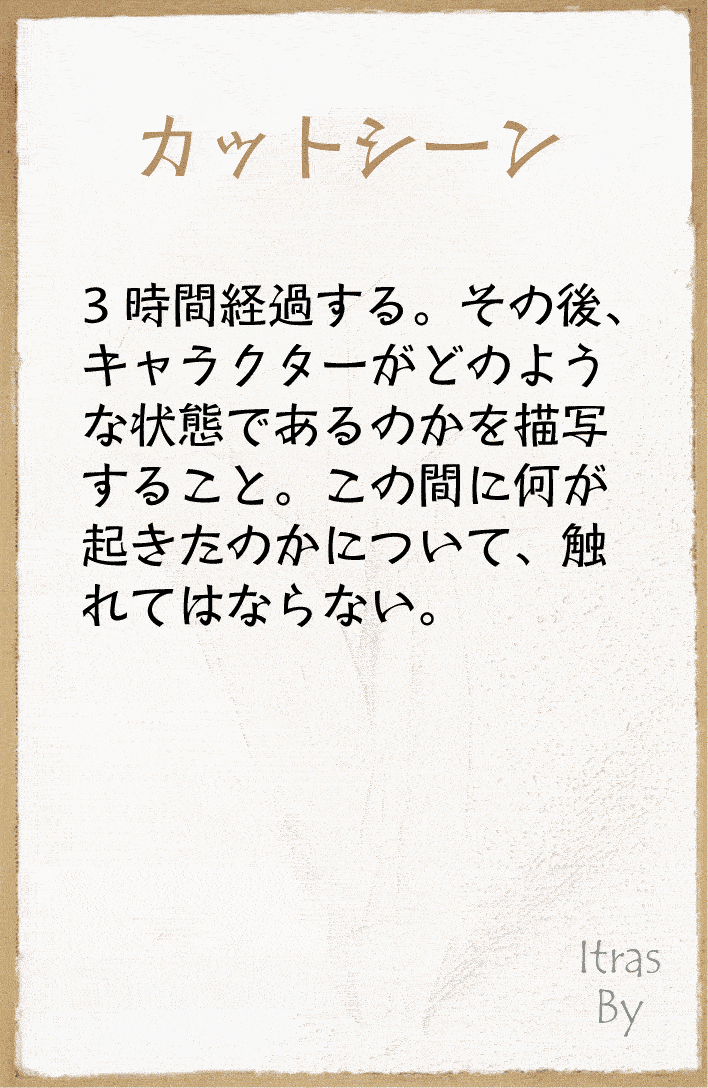 カットシーン
3時間経過する。その後、
キャラクターがどのよう
な状態であるのかを描写
すること。この間に何が
起きたのかについて、触
れてはならない。
Itras
By